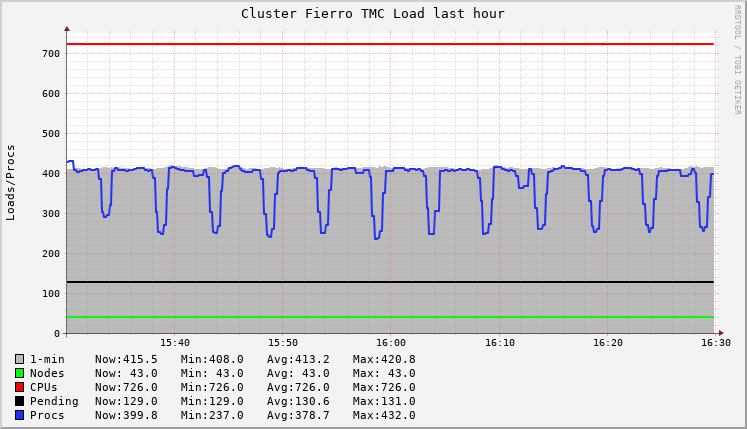 Cluster Fierro TMC Load last hour
RRDTOOL / TOBI OETIKER
Loads/Procs
700
600
500
400
300
200
100
0
15:40 15:50 16:00 16:10 16:20 16:30
1-min Now:415.5 Min:408.0 Avg:413.2 Max:420.8
Nodes Now: 43.0 Min: 43.0 Avg: 43.0 Max: 43.0
CPUs Now:726.0 Min:726.0 Avg:726.0 Max:726.0
Pending Now:129.0 Min:129.0 Avg:130.6 Max:131.0
Procs Now:399.8 Min:237.0 Avg:378.7 Max:432.0